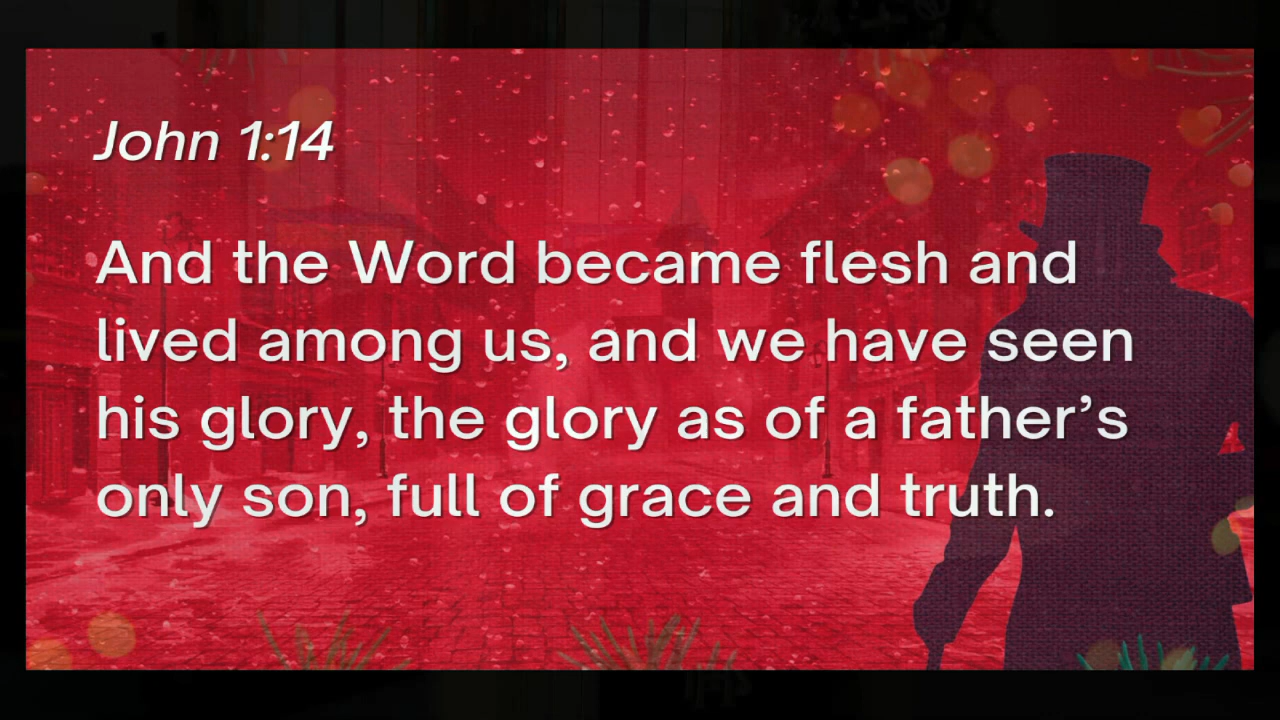 John 1:14
And the Word became flesh and
lived among us, and we have seen
his glory, the glory as of a father’s
only son, full of grace and truth.